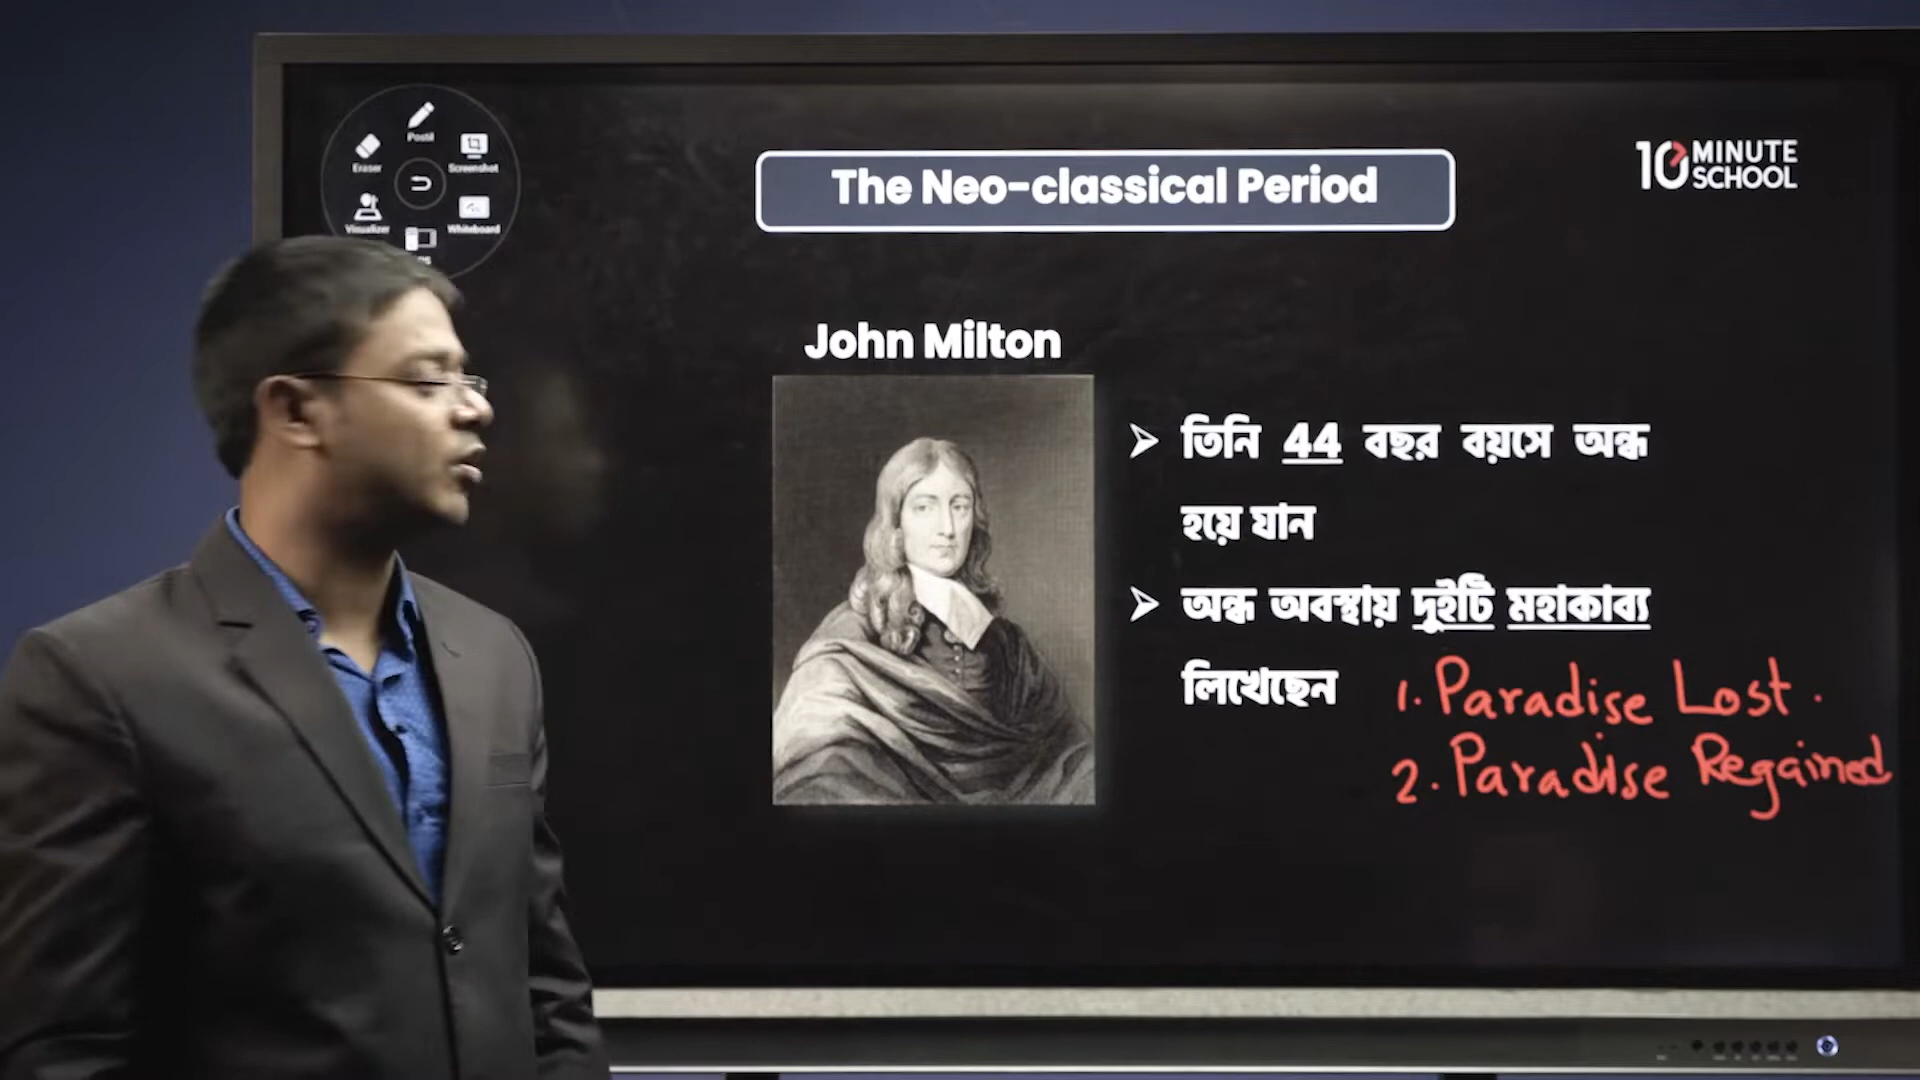 Postil
Eraser
Screenshot
Visualizer
Whiteboard
The Neo-classical Period
10 MINUTE
SCHOOL
John Milton
➢ তিনি 44 বছর বয়সে অন্ধ
হয়ে যান
➢ অন্ধ অবস্থায় দুইটি মহাকাব্য
লিখেছেন
1. Paradise Lost.
2. Paradise Regained